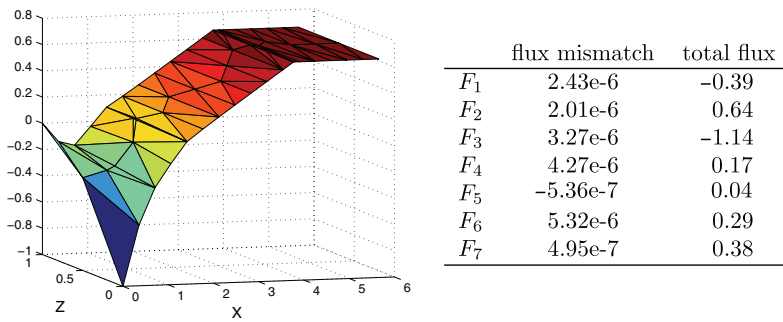 0.8
0.6
0.4
0.2
0
−0.2
−0.4
−0.6
−0.8
−1
1
0.5
0
Z
0
1
2
3
4
5
6
X
flux mismatch total flux
F1 2.43e-6 −0.39
F2 2.01e-6 0.64
F3 3.27e-6 −1.14
F4 4.27e-6 0.17
F5 −5.36e-7 0.04
F6 5.32e-6 0.29
F7 4.95e-7 0.38